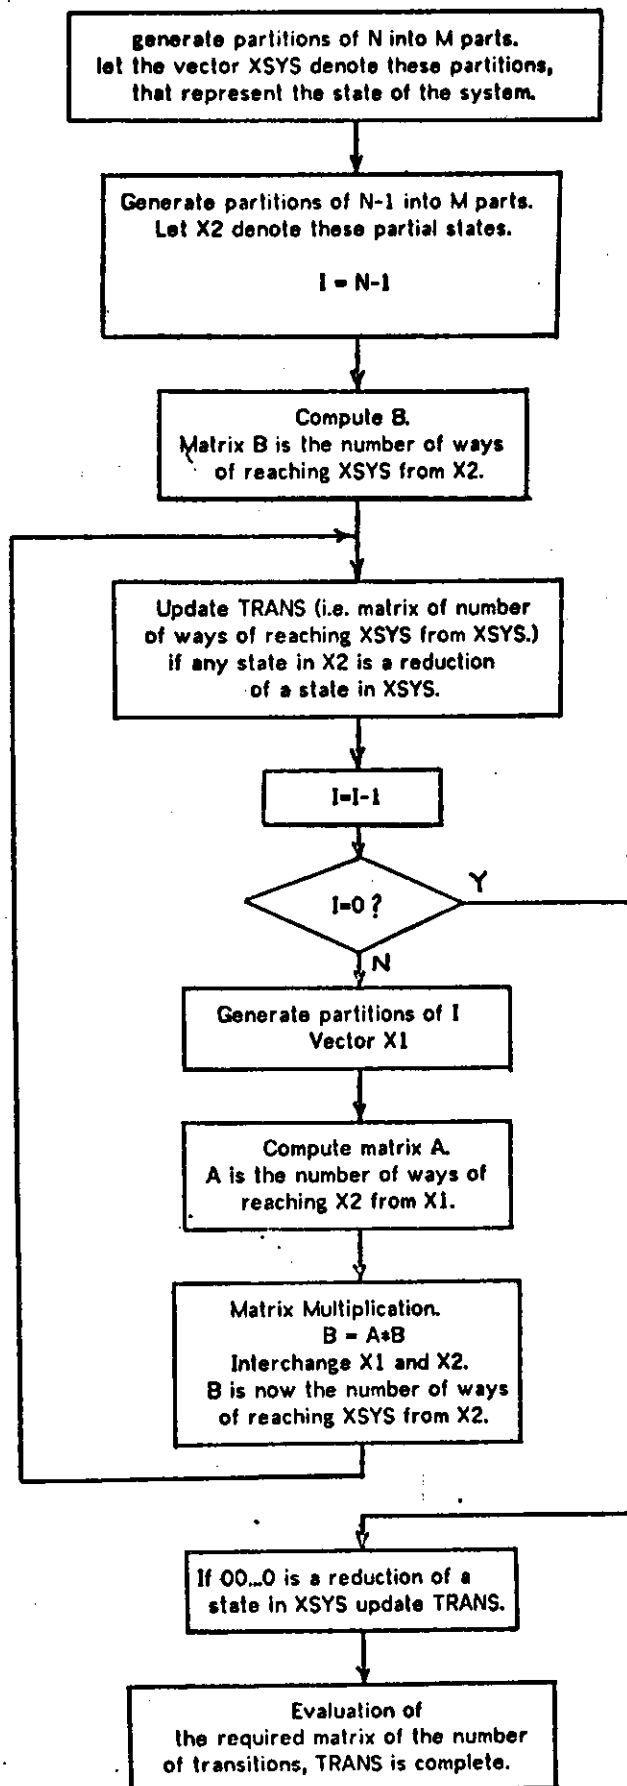 generate partitions of N into M parts.
let the vector XSYS denote these partitions,
that represent the state of the system.
Generate partitions of N-1 into M parts.
Let X2 denote these partial states.
I = N-1
Compute B.
Matrix B is the number of ways
of reaching XSYS from X2.
Update TRANS (i.e. matrix of number
of ways of reaching XSYS from XSYS.)
if any state in X2 is a reduction
of a state in XSYS.
I=I-1
I=0?
Y
N
Generate partitions of I
Vector X1
Compute matrix A.
A is the number of ways of
reaching X2 from X1.
Matrix Multiplication.
B = A*B
Interchange X1 and X2.
B is now the number of ways
of reaching XSYS from X2.
If 00...0 is a reduction of a
state in XSYS update TRANS.
Evaluation of
the required matrix of the number
of transitions, TRANS is complete.